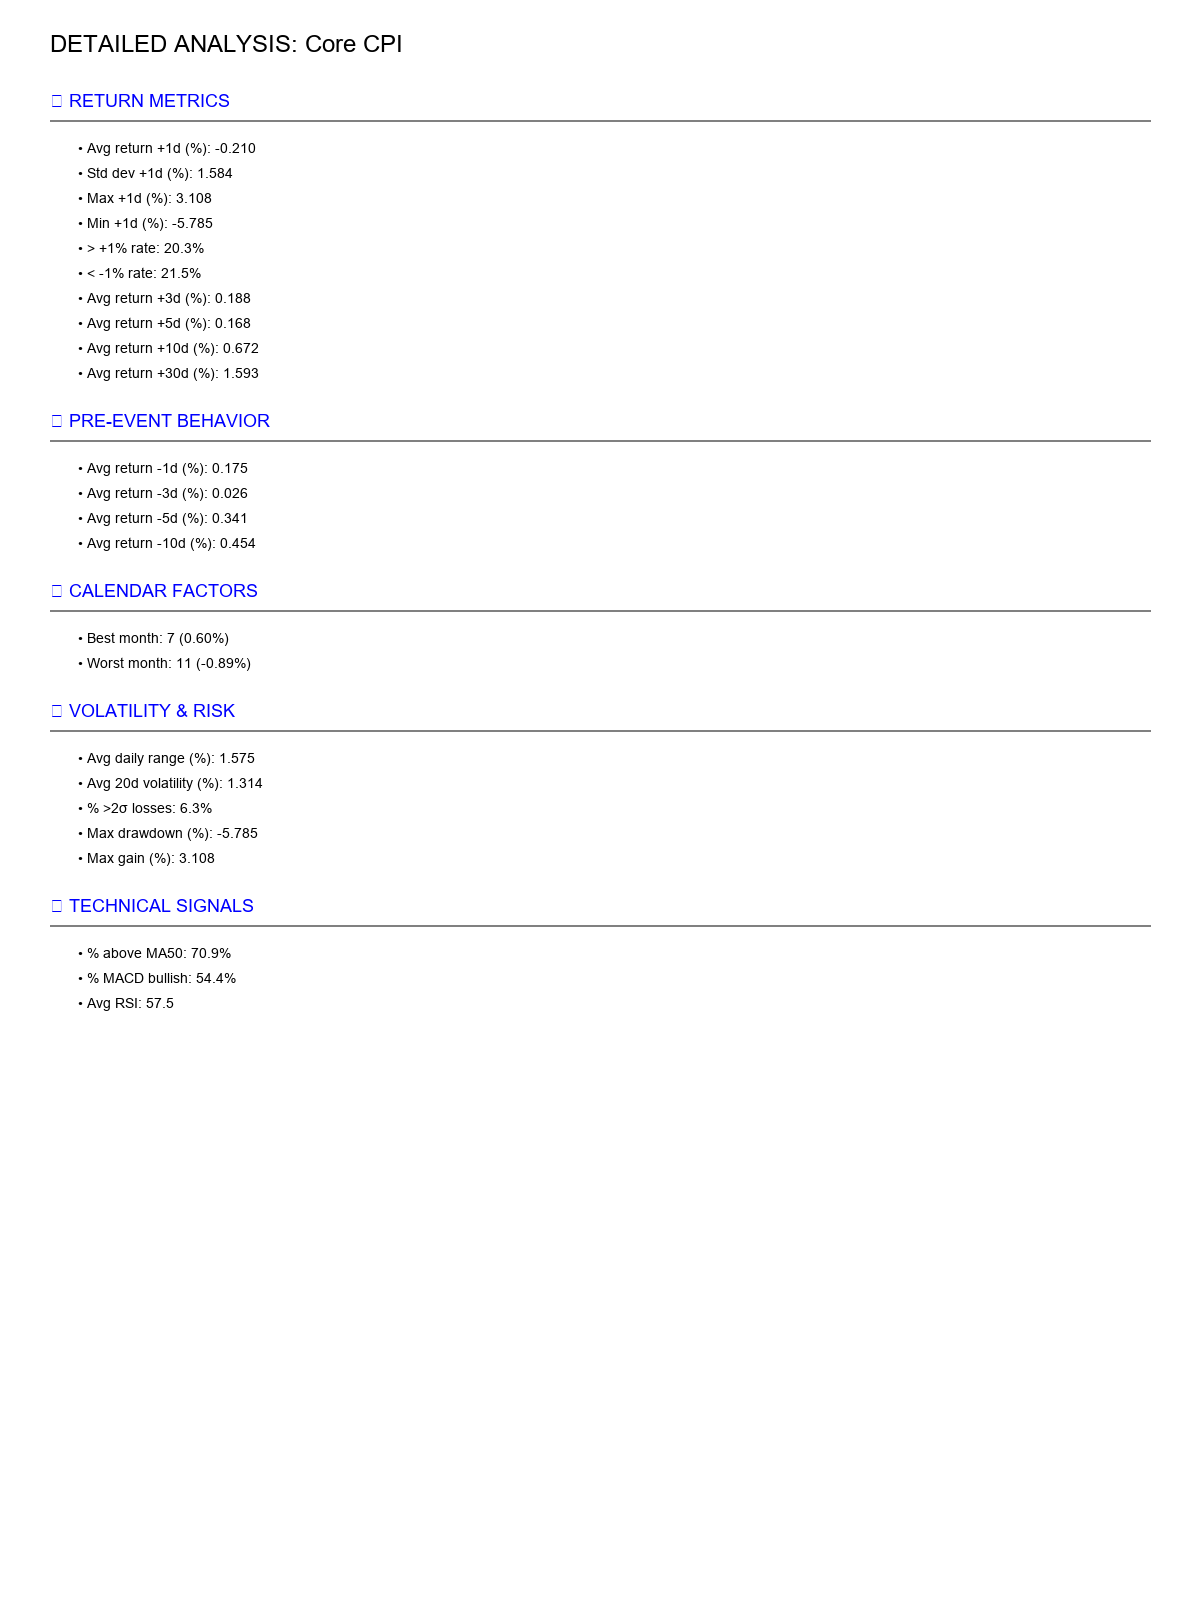 DETAILED ANALYSIS: Core CPI
RETURN METRICS
• Avg return +1d (%): -0.210
• Std dev +1d (%): 1.584
• Max +1d (%): 3.108
• Min +1d (%): -5.785
• > +1% rate: 20.3%
• < -1% rate: 21.5%
• Avg return +3d (%): 0.188
• Avg return +5d (%): 0.168
• Avg return +10d (%): 0.672
• Avg return +30d (%): 1.593
PRE-EVENT BEHAVIOR
• Avg return -1d (%): 0.175
• Avg return -3d (%): 0.026
• Avg return -5d (%): 0.341
• Avg return -10d (%): 0.454
CALENDAR FACTORS
• Best month: 7 (0.60%)
• Worst month: 11 (-0.89%)
VOLATILITY & RISK
• Avg daily range (%): 1.575
• Avg 20d volatility (%): 1.314
• % >2σ losses: 6.3%
• Max drawdown (%): -5.785
• Max gain (%): 3.108
TECHNICAL SIGNALS
• % above MA50: 70.9%
• % MACD bullish: 54.4%
• Avg RSI: 57.5